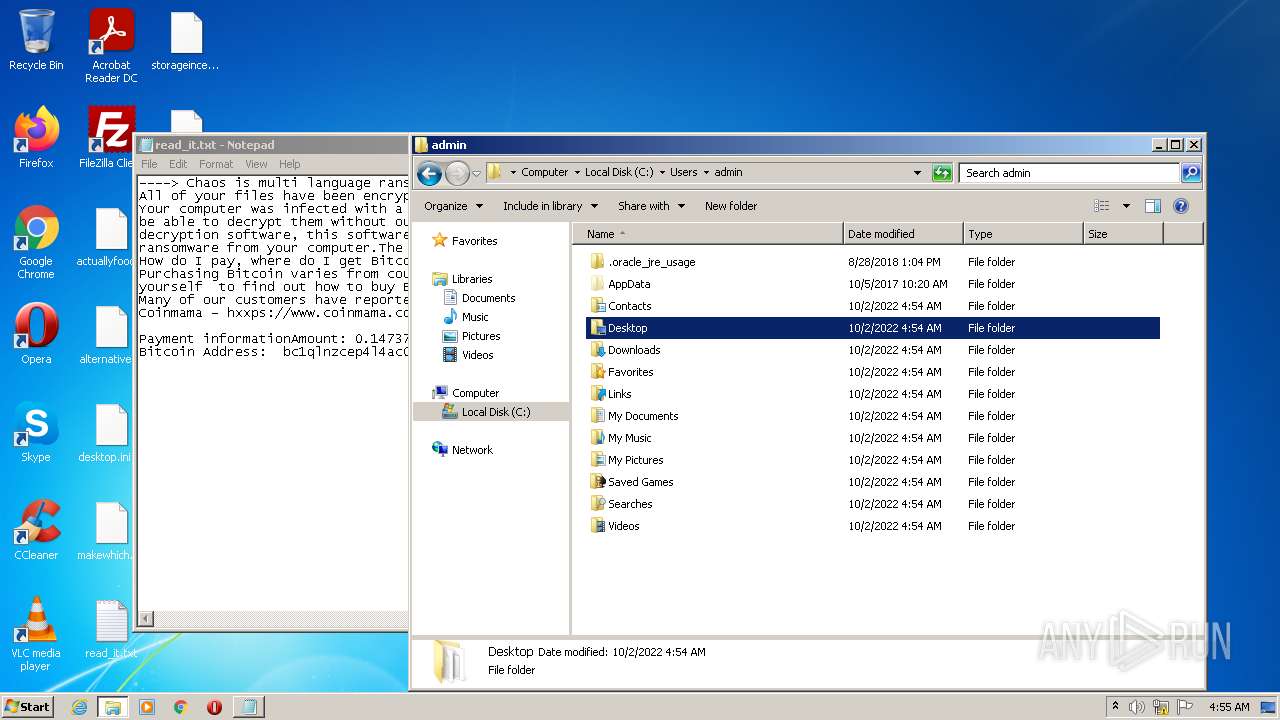 Recycle Bin
Acrobat
Reader DC
storageince...
Firefox
FileZilla Clie
Google
Chrome
actuallyfood
Opera
alternative
Skype
desktop.ini
CCleaner
makewhich.
VLC media
player
read_it.txt
read_it.txt - Notepad
File Edit Format View Help
----> Chaos is multi language rans
All of your files have been encryp
Your computer was infected with a
be able to decrypt them without ou
decryption software, this software
ransomware from your computer.The
How do I pay, where do I get Bitco
Purchasing Bitcoin varies from cou
yourself  to find out how to buy B
Many of our customers have reporte
Coinmama - hxxps://www.coinmama.co
Payment informationAmount: 0.14737
Bitcoin Address:  bc1qlnzcep4l4ac0
admin
Computer Local Disk (C:) Users admin
Search admin
Organize Include in library Share with New folder
Favorites
Libraries
Documents
Music
Pictures
Videos
Computer
Local Disk (C:)
Network
Name Date modified Type Size
.oracle_jre_usage 8/28/2018 1:04 PM File folder
AppData 10/5/2017 10:20 AM File folder
Contacts 10/2/2022 4:54 AM File folder
Desktop 10/2/2022 4:54 AM File folder
Downloads 10/2/2022 4:54 AM File folder
Favorites 10/2/2022 4:54 AM File folder
Links 10/2/2022 4:54 AM File folder
My Documents 10/2/2022 4:54 AM File folder
My Music 10/2/2022 4:54 AM File folder
My Pictures 10/2/2022 4:54 AM File folder
Saved Games 10/2/2022 4:54 AM File folder
Searches 10/2/2022 4:54 AM File folder
Videos 10/2/2022 4:54 AM File folder
Desktop Date modified: 10/2/2022 4:54 AM
File folder
ANY RUN
Start
4:55 AM